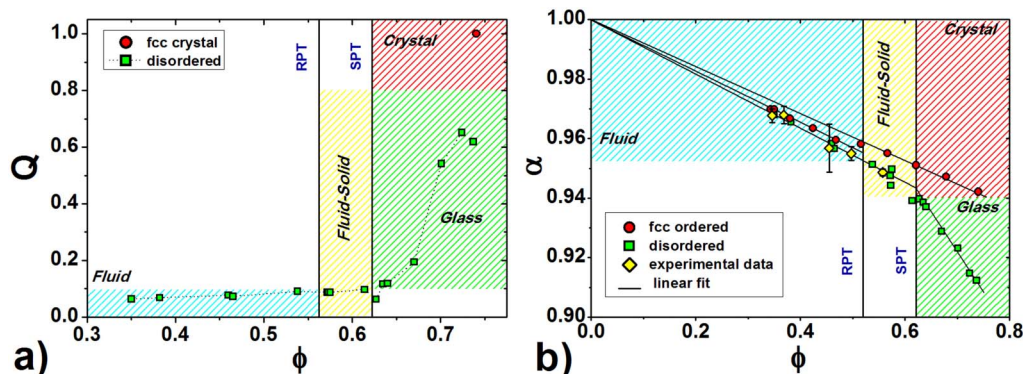 fcc crystal
disordered
RPT
SPT
Crystal
Fluid-Solid
Glass
Fluid
Q
1.0
0.8
0.6
0.4
0.2
0.0
0.3
0.4
0.5
0.6
0.7
ϕ
a)
1.00
0.98
0.96
0.94
0.92
0.90
α
Fluid
Fluid-Solid
Crystal
Glass
RPT
SPT
fcc ordered
disordered
experimental data
linear fit
0.0
0.2
0.4
0.6
0.8
ϕ
b)